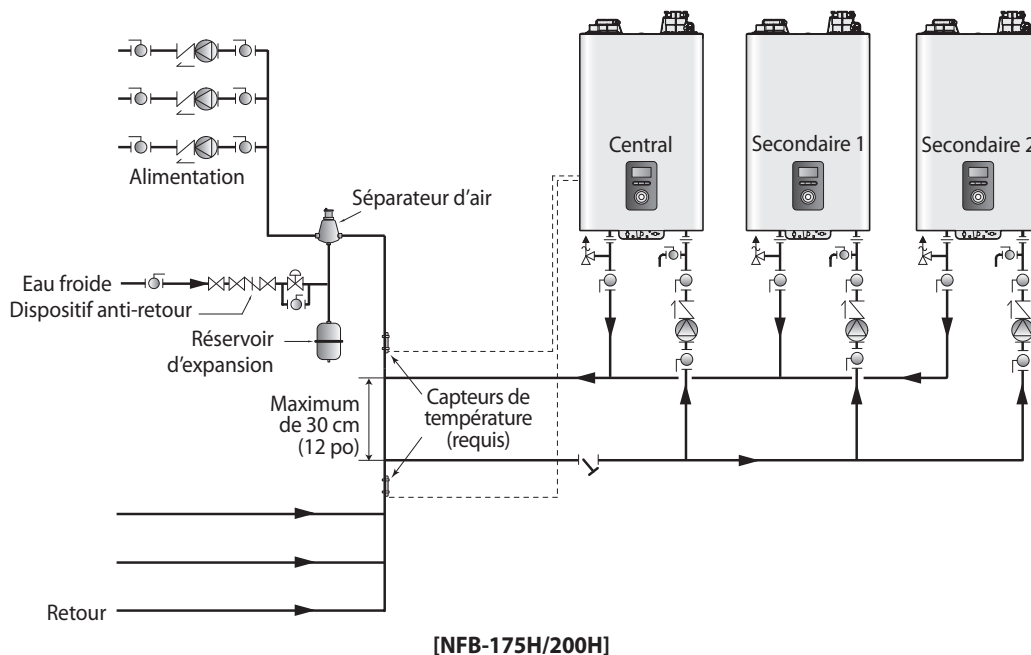 Central
Secondaire 1
Secondaire 2
Alimentation
Séparateur d'air
Eau froide
Dispositif anti-retour
Réservoir
d'expansion
Maximum
de 30 cm
(12 po)
Capteurs de
température
(requis)
Retour
[NFB-175H/200H]